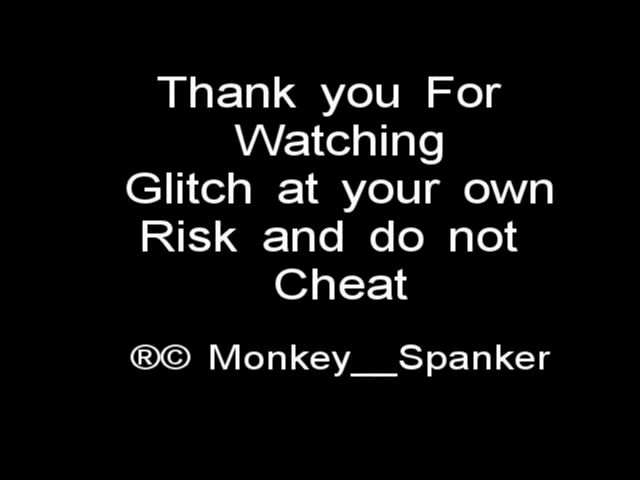 Thank you For
Watching
Glitch at your own
Risk and do not
Cheat
®© Monkey__Spanker